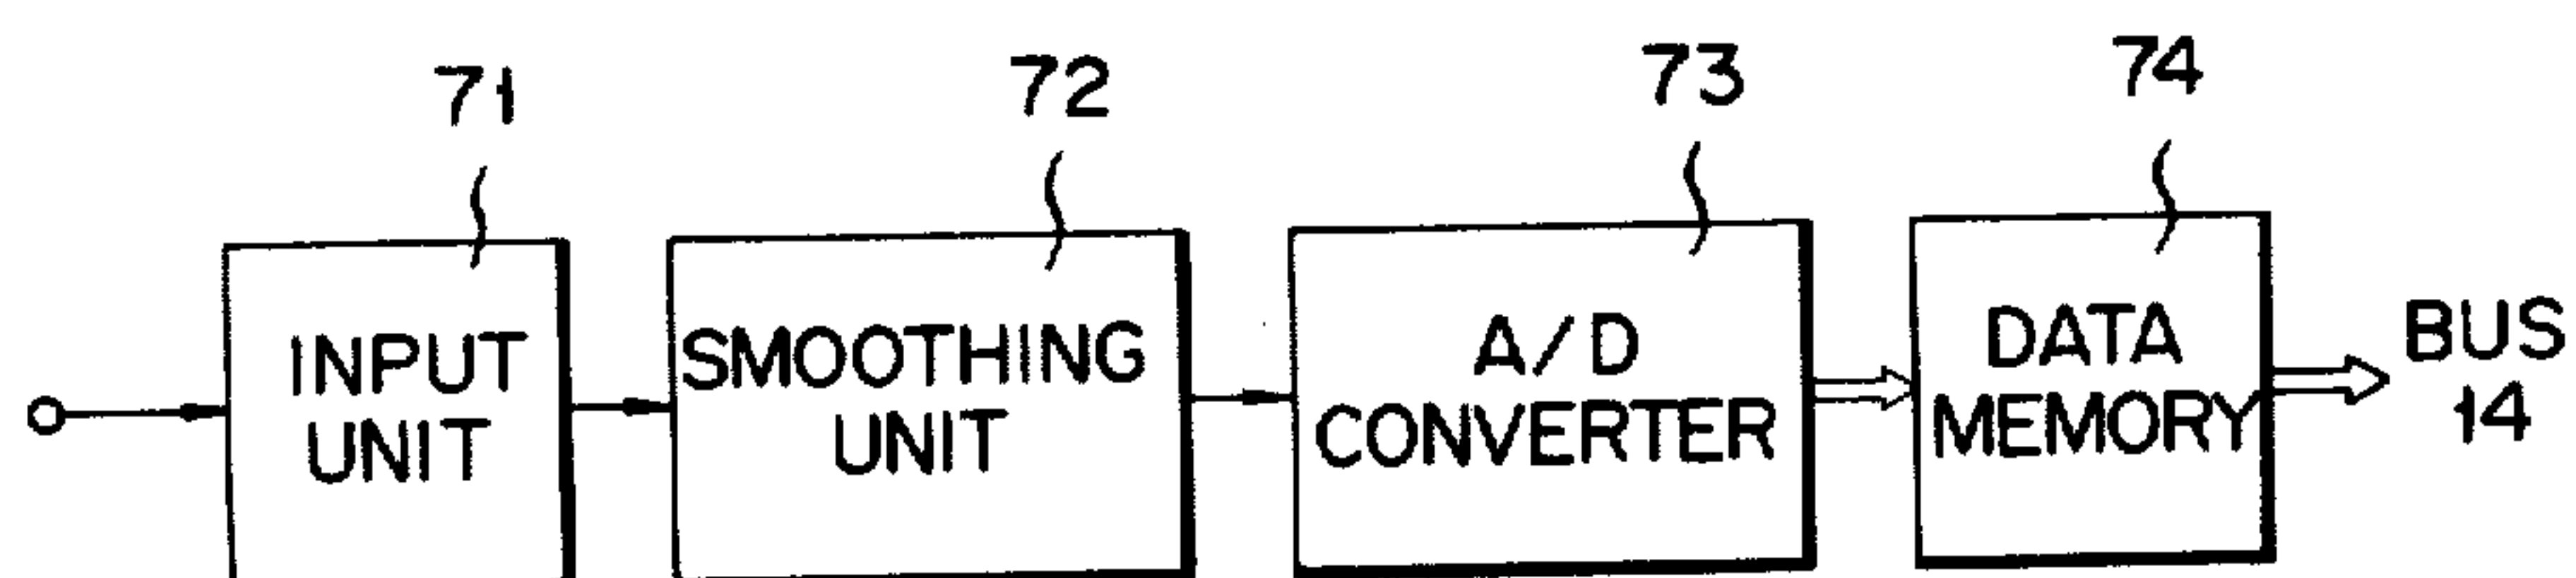 71
72
73
74
INPUT
UNIT
SMOOTHING
UNIT
A/D
CONVERTER
DATA
MEMORY
BUS
14